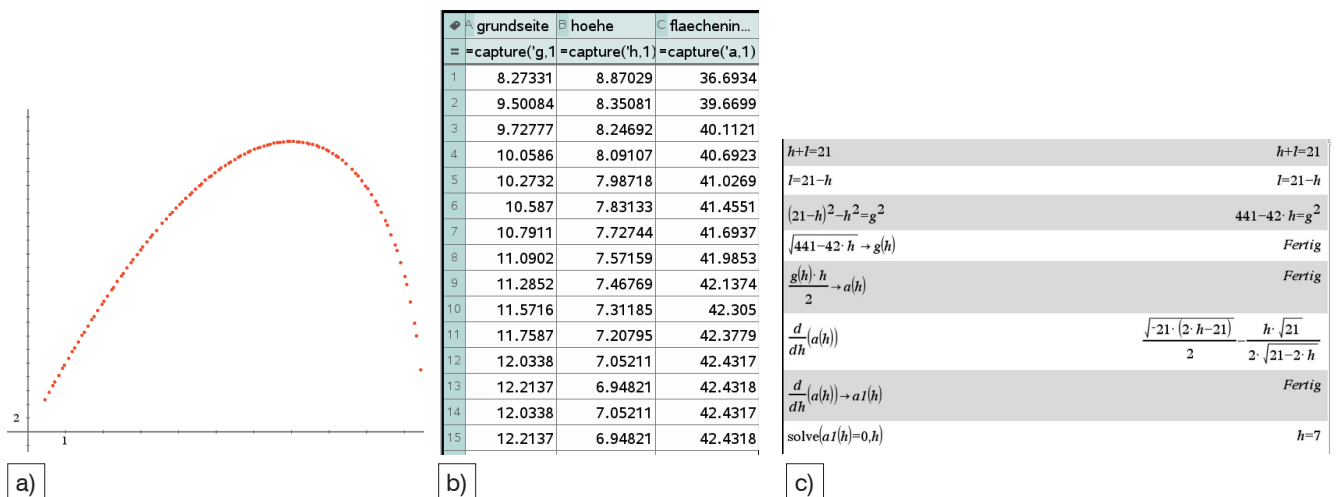 2
1
a)
A grundseite B hoehe C flaechenin...
= =capture('g,1 =capture('h,1) =capture('a,1)
1 8.27331 8.87029 36.6934
2 9.50084 8.35081 39.6699
3 9.72777 8.24692 40.1121
4 10.0586 8.09107 40.6923
5 10.2732 7.98718 41.0269
6 10.587 7.83133 41.4551
7 10.7911 7.72744 41.6937
8 11.0902 7.57159 41.9853
9 11.2852 7.46769 42.1374
10 11.5716 7.31185 42.305
11 11.7587 7.20795 42.3779
12 12.0338 7.05211 42.4317
13 12.2137 6.94821 42.4318
14 12.0338 7.05211 42.4317
15 12.2137 6.94821 42.4318
b)
h+l=21 h+l=21
l=21−h l=21−h
(21−h)²−h²=g² 441−42·h=g²
√(441−42·h) → g(h) Fertig
g(h)·h/2 → a(h) Fertig
d/dh(a(h)) √(-21·(2·h−21))/2 − h·√21/(2·√(21−2·h))
d/dh(a(h)) → a1(h) Fertig
solve(a1(h)=0,h) h=7
c)